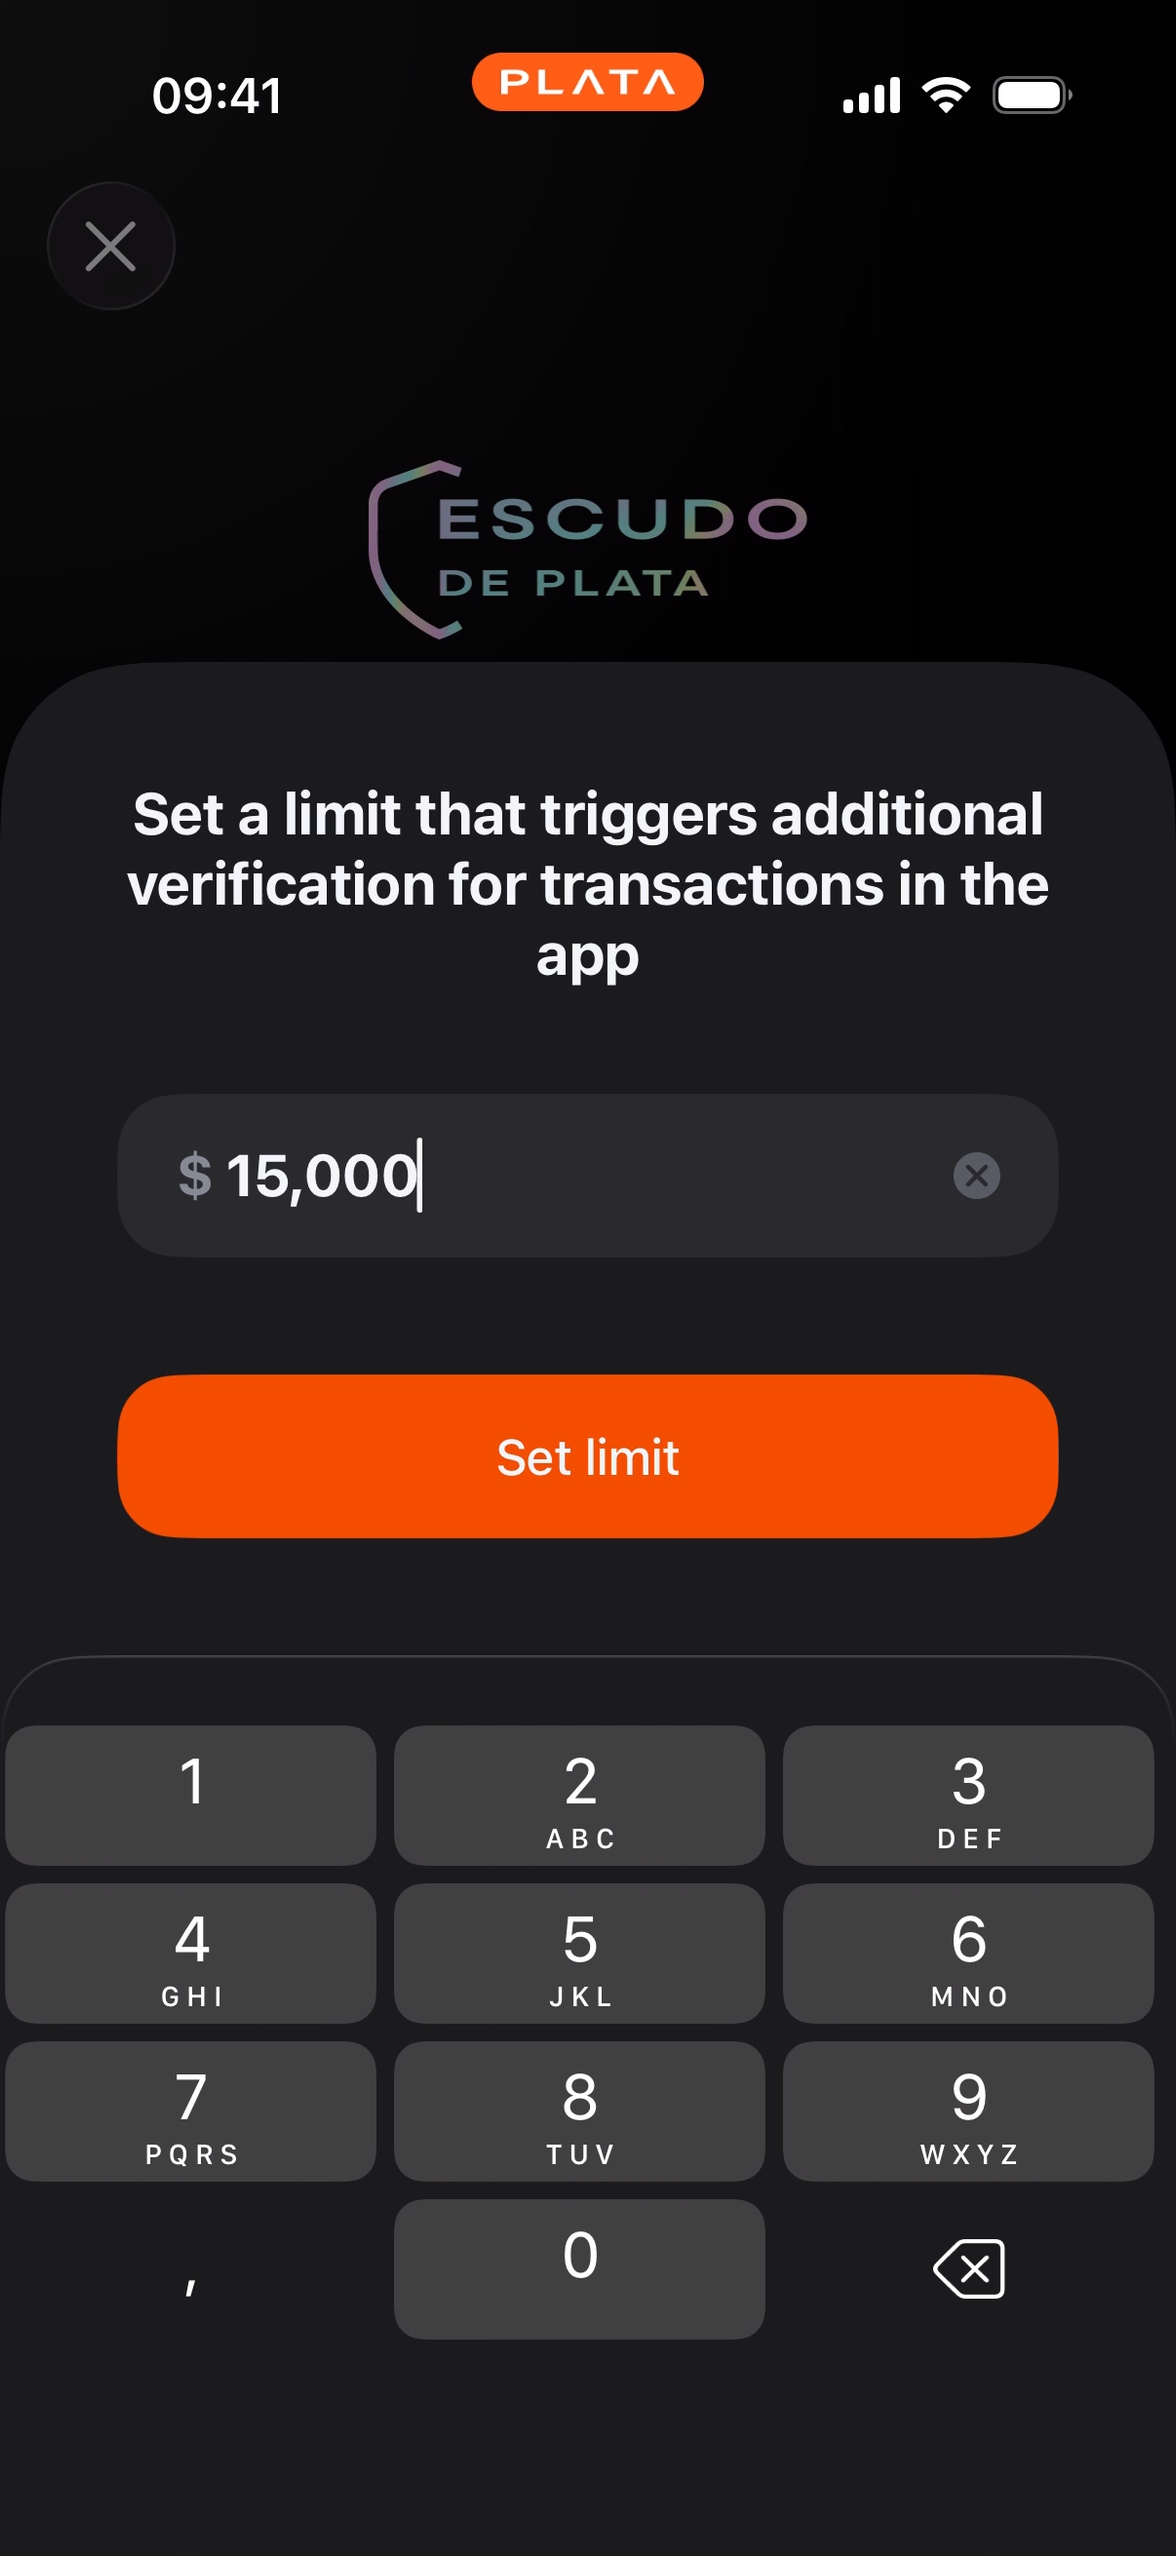 09:41
PLATA
ESCUDO
DE PLATA
Set a limit that triggers additional
verification for transactions in the
app
$ 15,000
Set limit
1
2
ABC
3
DEF
4
GHI
5
JKL
6
MNO
7
PQRS
8
TUV
9
WXYZ
,
0